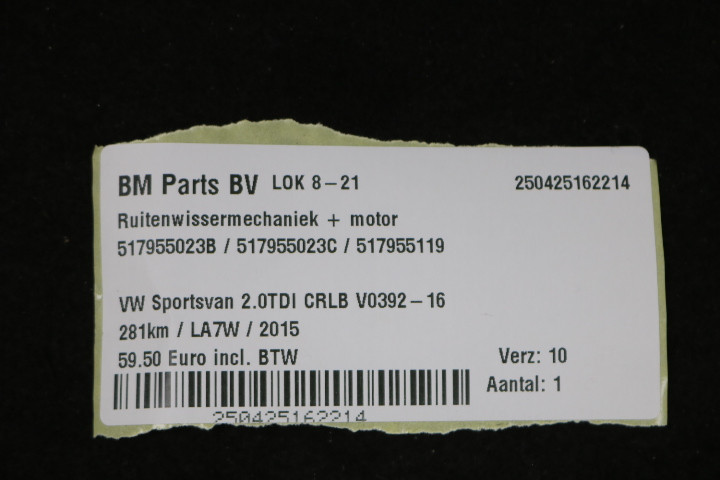 BM Parts BV LOK 8-21 250425162214
Ruitenwissermechaniek + motor
517955023B / 517955023C / 517955119
VW Sportsvan 2.0TDI CRLB V0392-16
281km / LA7W / 2015
59.50 Euro incl. BTW Verz: 10
Aantal: 1
250425162214